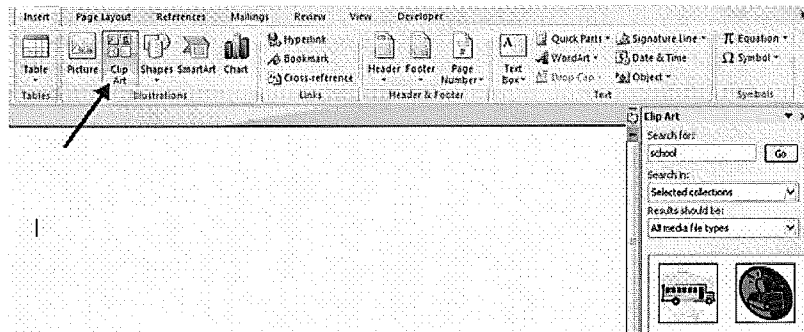 Insert Page Layout References Mailings Review View Developer
Table
Picture
Clip
Art
Shapes SmartArt Chart
Hyperlink
Bookmark
Cross-reference
Header Footer Page
Number
Text
Box
Quick Parts
WordArt
Drop Cap
Signature Line
Date & Time
Object
π Equation
Ω Symbol
Tables Illustrations Links Header & Footer Text Symbols
Clip Art
Search for:
school Go
Search in:
Selected collections
Results should be:
All media file types